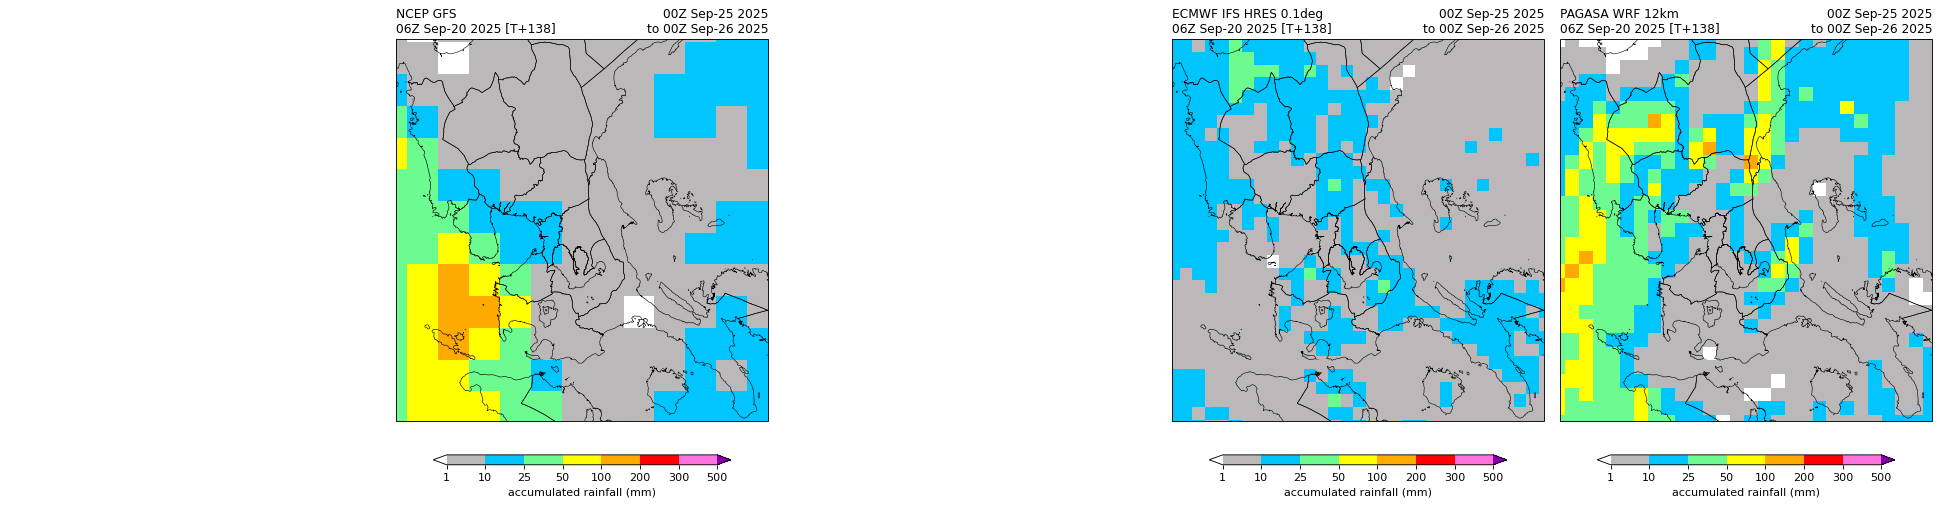 NCEP GFS 00Z Sep-25 2025
06Z Sep-20 2025 [T+138] to 00Z Sep-26 2025
1 10 25 50 100 200 300 500
accumulated rainfall (mm)
ECMWF IFS HRES 0.1deg 00Z Sep-25 2025
06Z Sep-20 2025 [T+138] to 00Z Sep-26 2025
1 10 25 50 100 200 300 500
accumulated rainfall (mm)
PAGASA WRF 12km 00Z Sep-25 2025
06Z Sep-20 2025 [T+138] to 00Z Sep-26 2025
1 10 25 50 100 200 300 500
accumulated rainfall (mm)